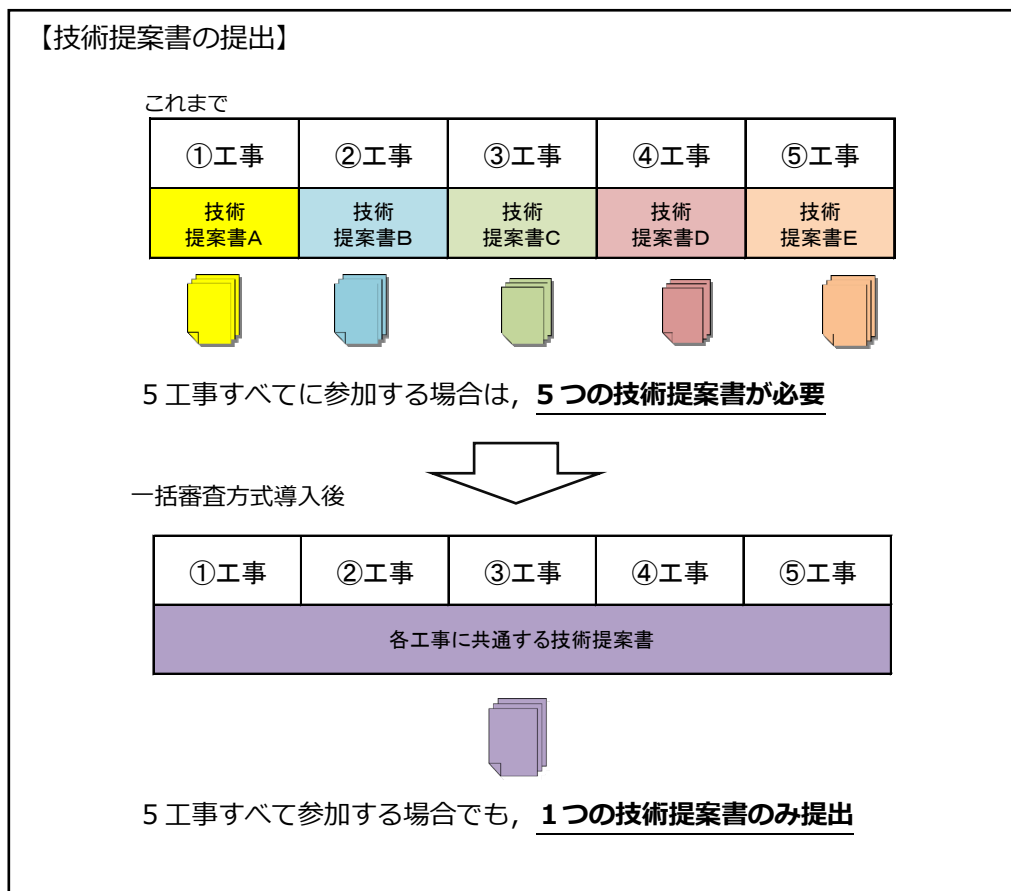 【技術提案書の提出】
これまで
①工事 ②工事 ③工事 ④工事 ⑤工事
技術 技術 技術 技術 技術
提案書A 提案書B 提案書C 提案書D 提案書E
5工事すべてに参加する場合は，５つの技術提案書が必要
一括審査方式導入後
①工事 ②工事 ③工事 ④工事 ⑤工事
各工事に共通する技術提案書
5工事すべて参加する場合でも，１つの技術提案書のみ提出